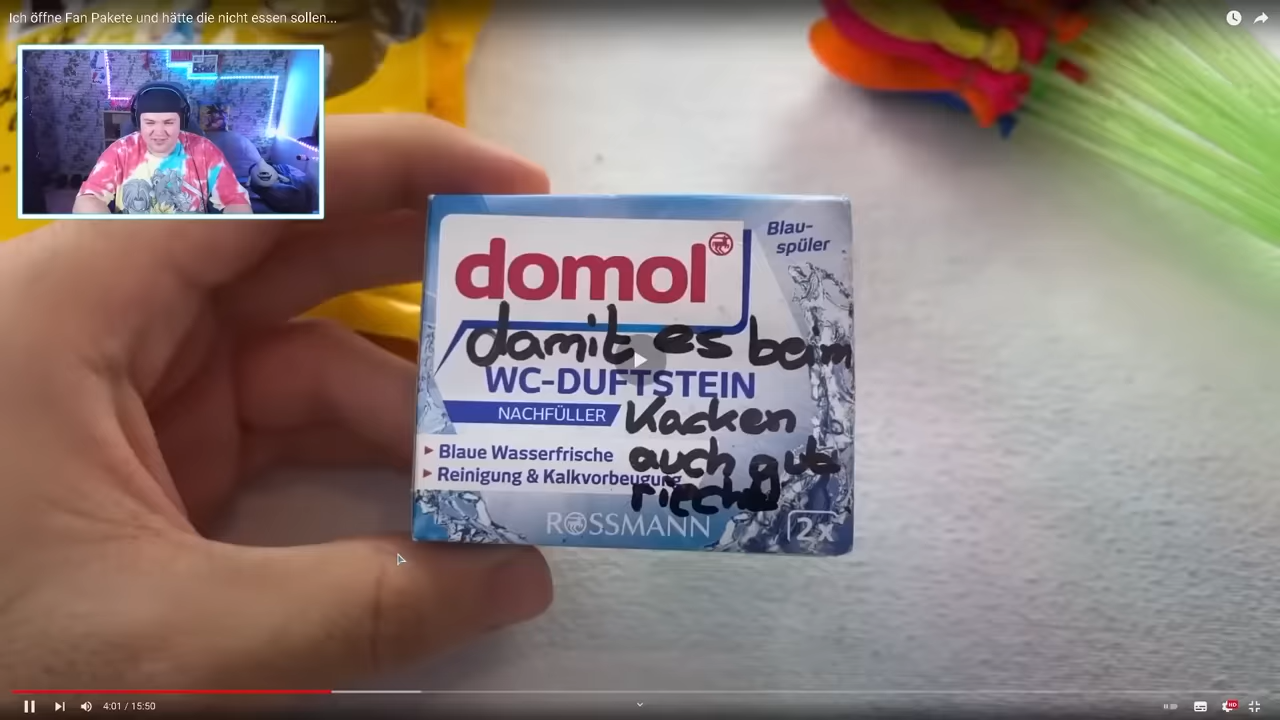 Ich öffne Fan Pakete und hätte die nicht essen sollen...
domol
Blau-
spüler
damit es beim
WC-DUFTSTEIN
NACHFÜLLER
Kacken
Blaue Wasserfrische
auch gut
Reinigung & Kalkvorbeugung
riecht
ROSSMANN
2x
4:01 / 15:50
HD